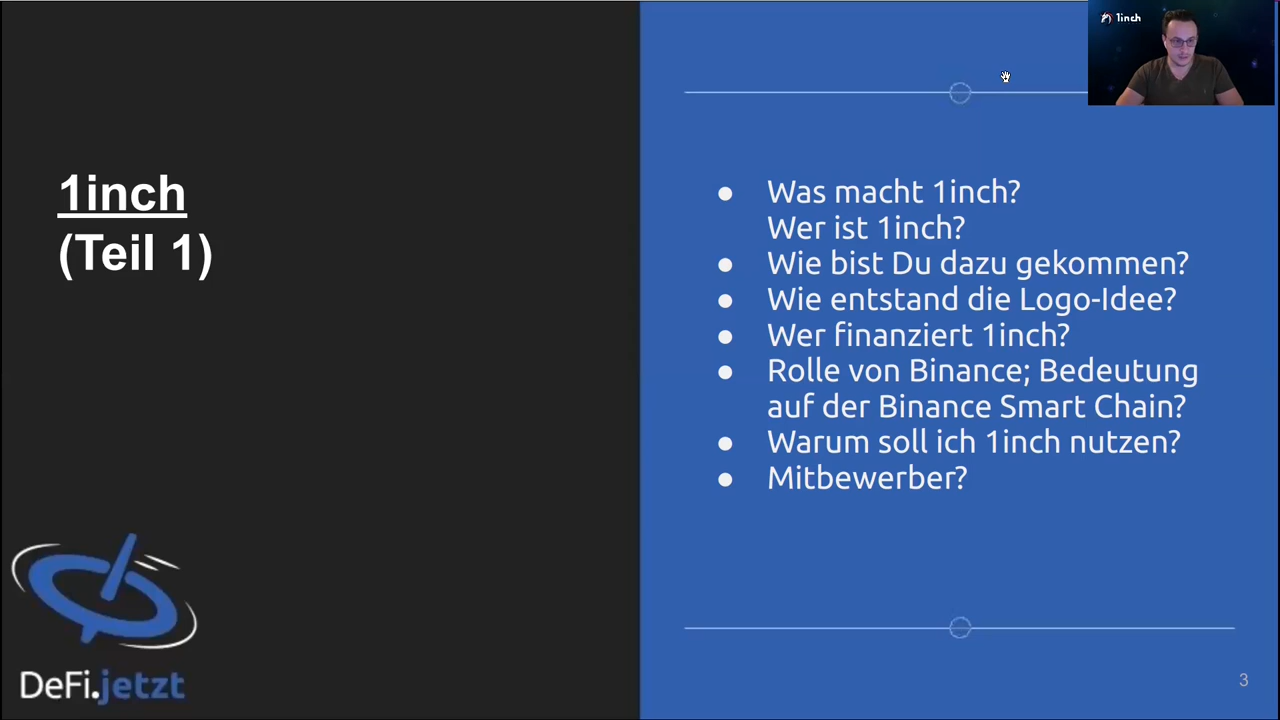 1inch
(Teil 1)
1inch
● Was macht 1inch?
Wer ist 1inch?
● Wie bist Du dazu gekommen?
● Wie entstand die Logo-Idee?
● Wer finanziert 1inch?
● Rolle von Binance; Bedeutung
auf der Binance Smart Chain?
● Warum soll ich 1inch nutzen?
● Mitbewerber?
DeFi.jetzt
3